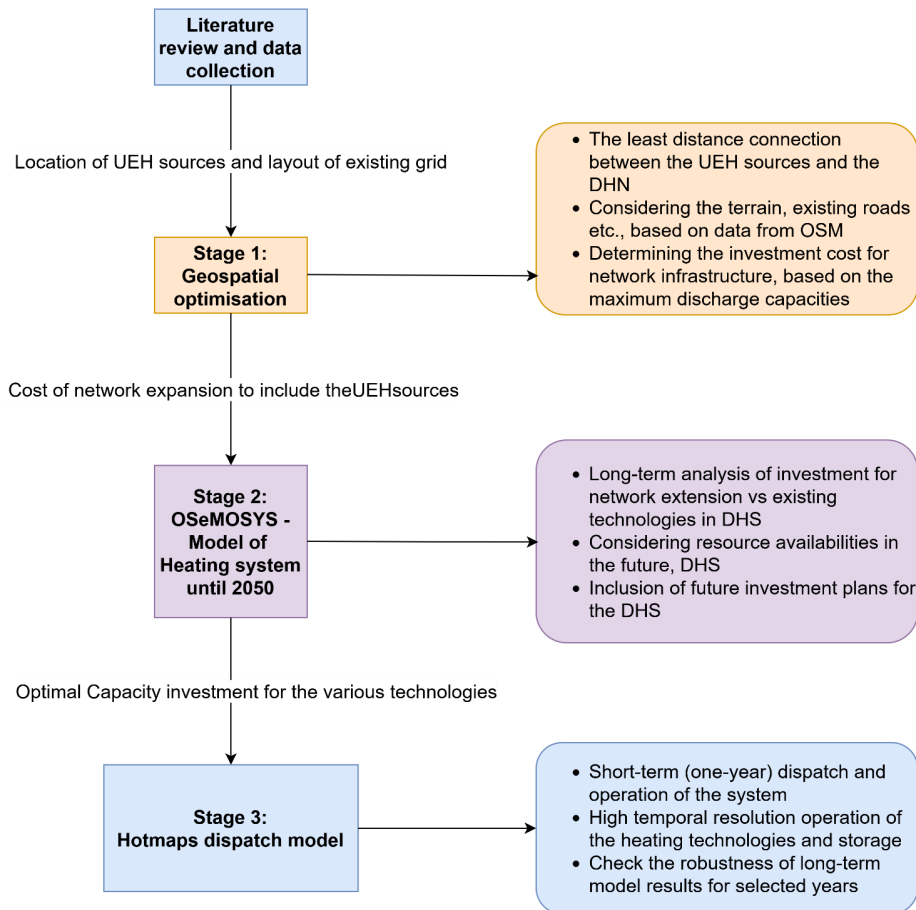 Literature
review and data
collection
Location of UEH sources and layout of existing grid
Stage 1:
Geospatial
optimisation
• The least distance connection
between the UEH sources and the
DHN
• Considering the terrain, existing roads
etc., based on data from OSM
• Determining the investment cost for
network infrastructure, based on the
maximum discharge capacities
Cost of network expansion to include theUEHsources
Stage 2:
OSeMOSYS -
Model of
Heating system
until 2050
• Long-term analysis of investment for
network extension vs existing
technologies in DHS
• Considering resource availabilities in
the future, DHS
• Inclusion of future investment plans for
the DHS
Optimal Capacity investment for the various technologies
Stage 3:
Hotmaps dispatch model
• Short-term (one-year) dispatch and
operation of the system
• High temporal resolution operation of
the heating technologies and storage
• Check the robustness of long-term
model results for selected years